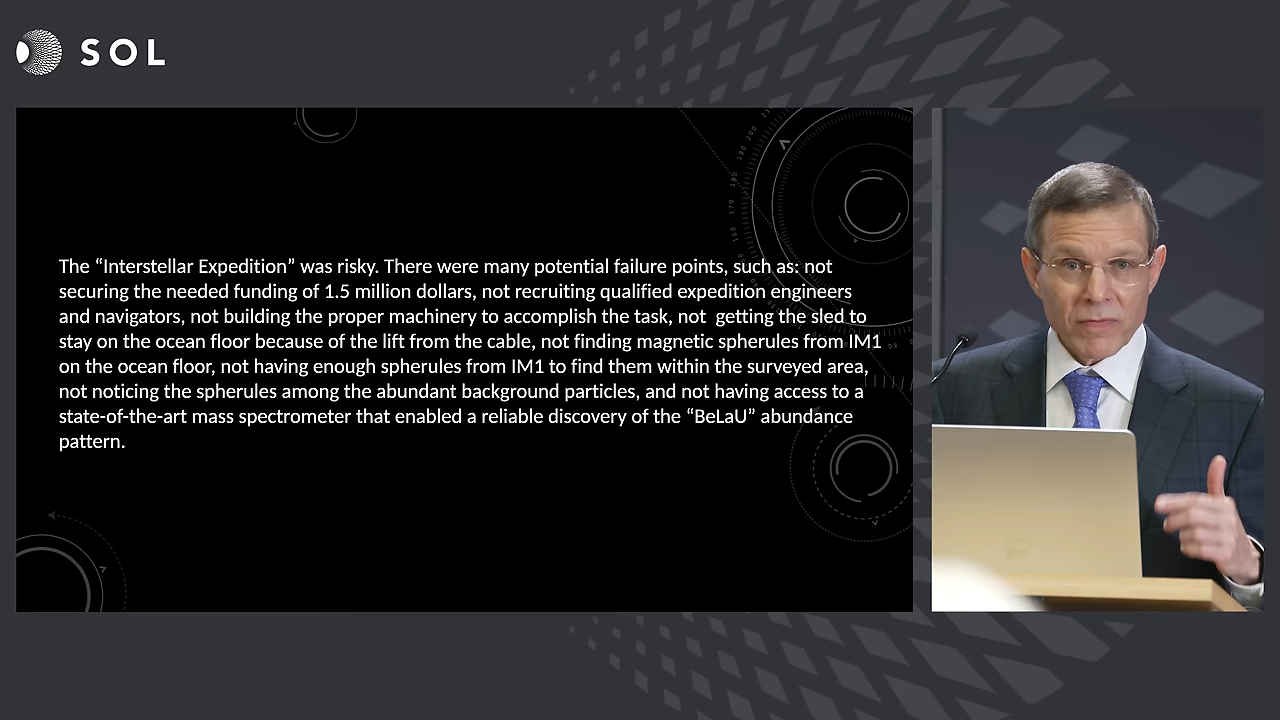 SOL
The “Interstellar Expedition” was risky. There were many potential failure points, such as: not
securing the needed funding of 1.5 million dollars, not recruiting qualified expedition engineers
and navigators, not building the proper machinery to accomplish the task, not  getting the sled to
stay on the ocean floor because of the lift from the cable, not finding magnetic spherules from IM1
on the ocean floor, not having enough spherules from IM1 to find them within the surveyed area,
not noticing the spherules among the abundant background particles, and not having access to a
state-of-the-art mass spectrometer that enabled a reliable discovery of the “BeLaU” abundance
pattern.